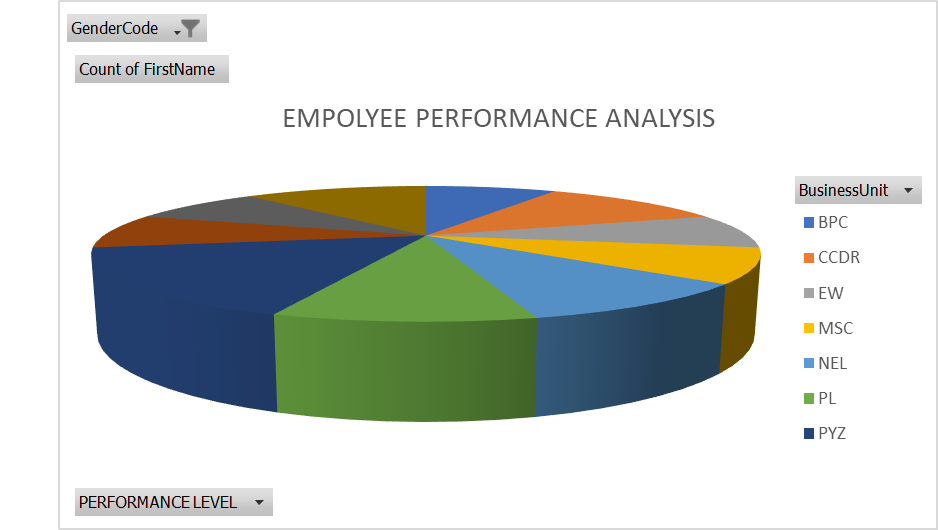 GenderCode
Count of FirstName
EMPOLYEE PERFORMANCE ANALYSIS
BusinessUnit
BPC
CCDR
EW
MSC
NEL
PL
PYZ
PERFORMANCE LEVEL